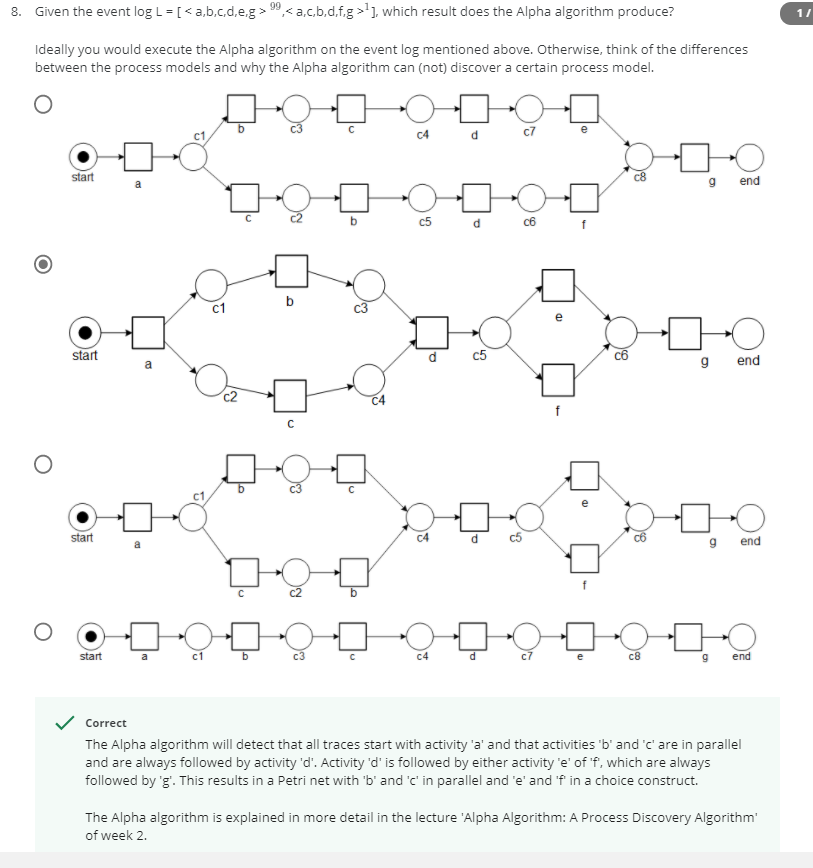 8. Given the event log L = [ < a,b,c,d,e,g > 99,< a,c,b,d,f,g >1 ], which result does the Alpha algorithm produce?
1 /
Ideally you would execute the Alpha algorithm on the event log mentioned above. Otherwise, think of the differences
between the process models and why the Alpha algorithm can (not) discover a certain process model.
b c3 c c4 d c7 e
c1
start a c8 g end
c c2 b c5 d c6 f
c1 b c3
e
start a d c5 c6 g end
c2 c4
c f
b c3 c
c1 e
start a c4 d c5 c6 g end
c c2 b f
start a c1 b c3 c c4 d c7 e c8 g end
Correct
The Alpha algorithm will detect that all traces start with activity 'a' and that activities 'b' and 'c' are in parallel
and are always followed by activity 'd'. Activity 'd' is followed by either activity 'e' of 'f', which are always
followed by 'g'. This results in a Petri net with 'b' and 'c' in parallel and 'e' and 'f' in a choice construct.
The Alpha algorithm is explained in more detail in the lecture 'Alpha Algorithm: A Process Discovery Algorithm'
of week 2.